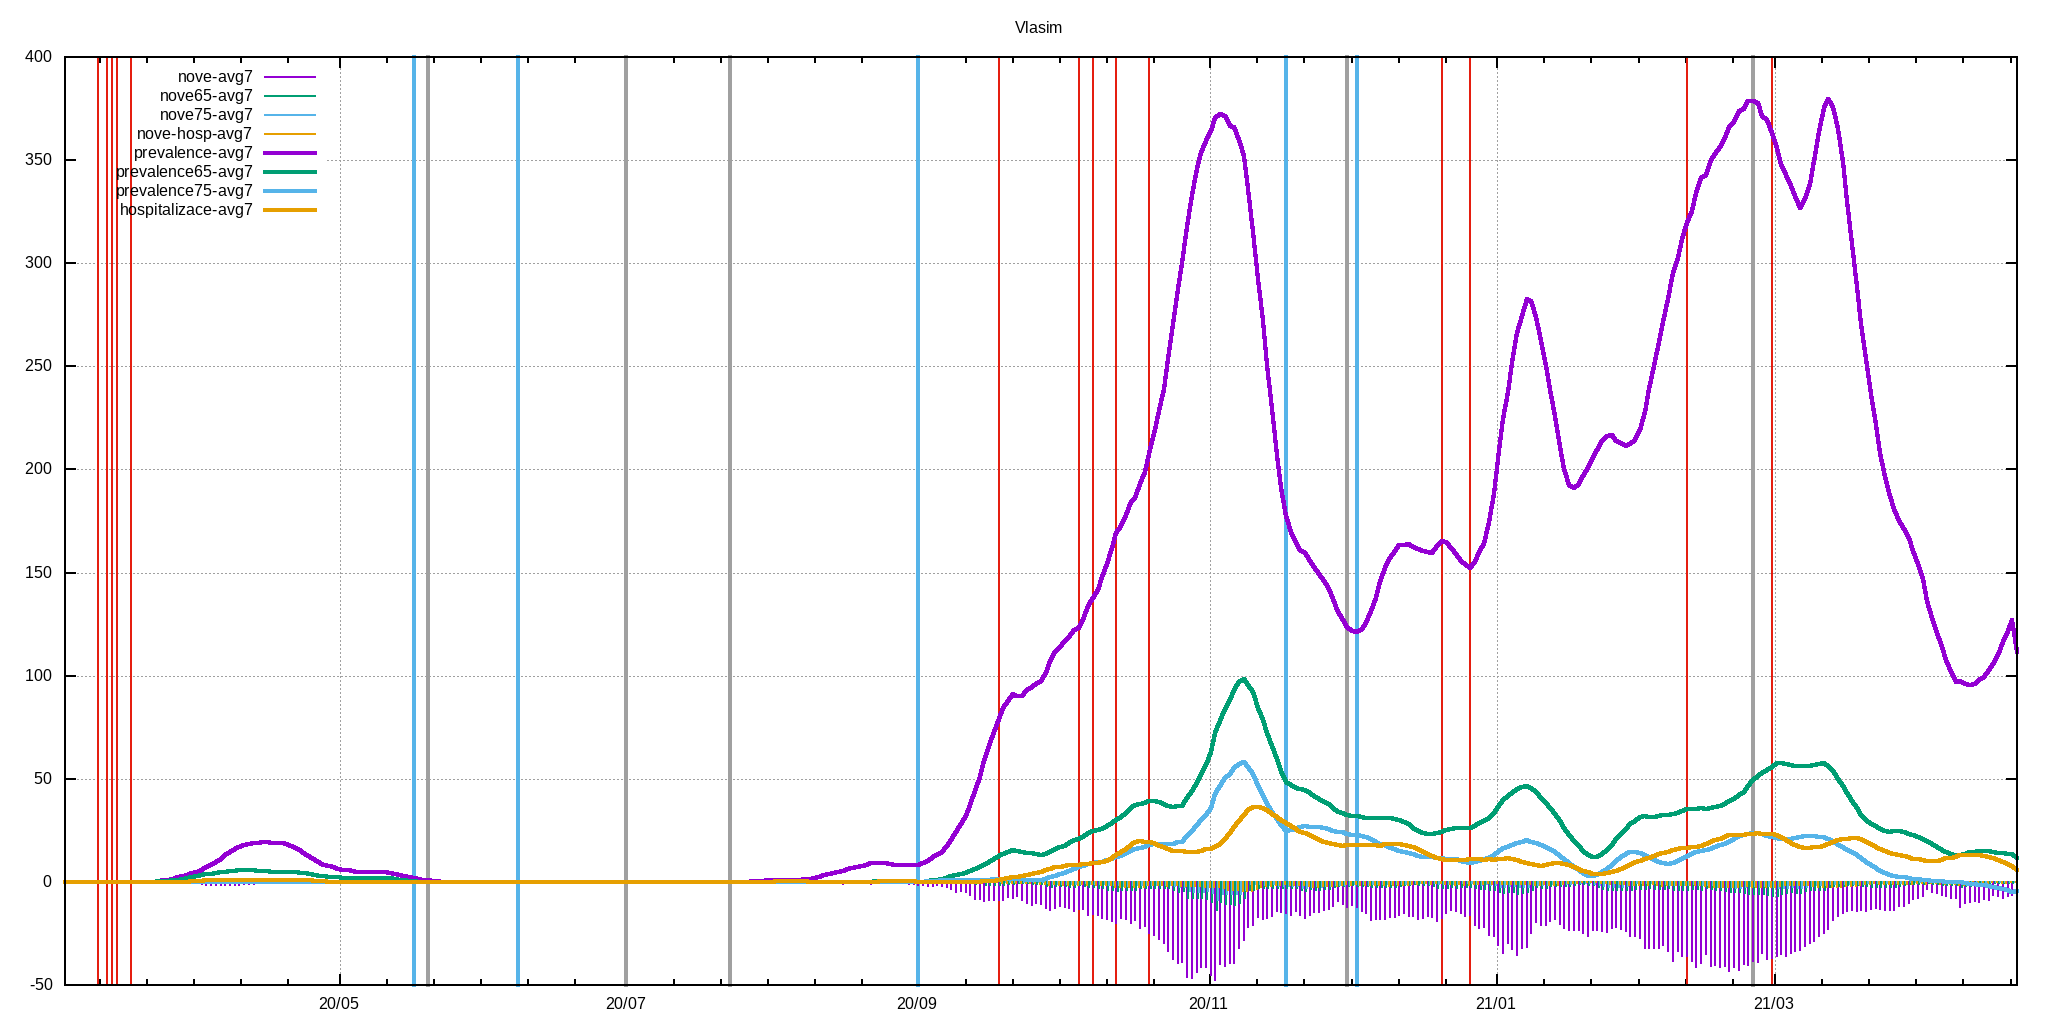 Vlasim
400
350
300
250
200
150
100
50
0
-50
nove-avg7
nove65-avg7
nove75-avg7
nove-hosp-avg7
prevalence-avg7
prevalence65-avg7
prevalence75-avg7
hospitalizace-avg7
20/05
20/07
20/09
20/11
21/01
21/03